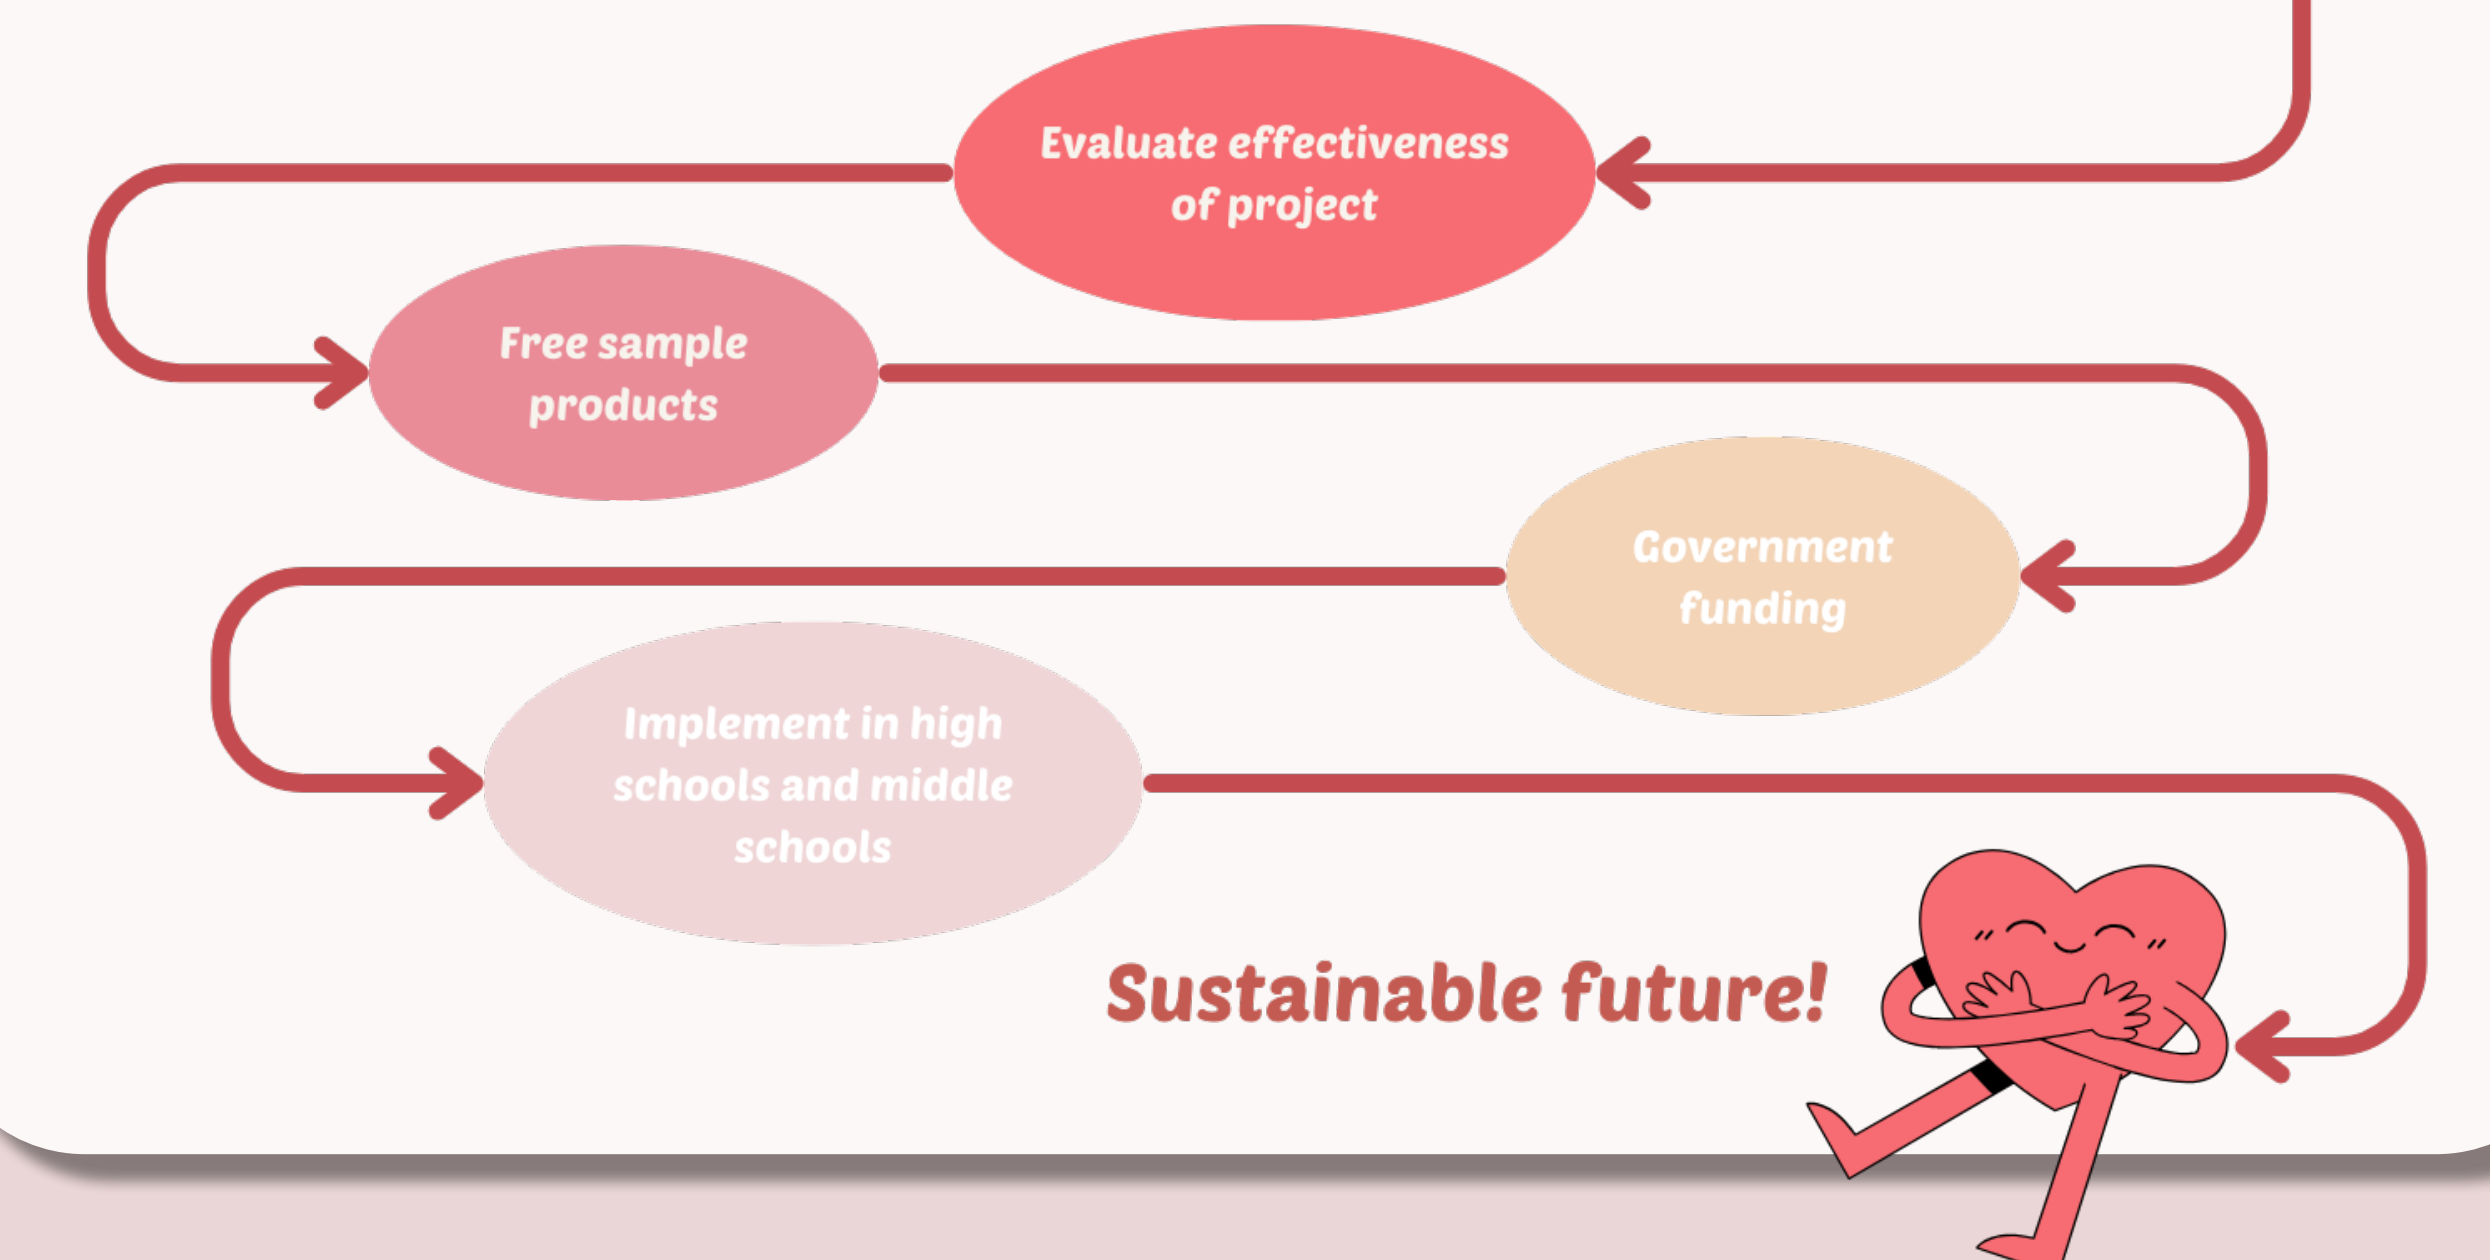 Evaluate effectiveness
of project
Free sample
products
Government
funding
Implement in high
schools and middle
schools
Sustainable future!